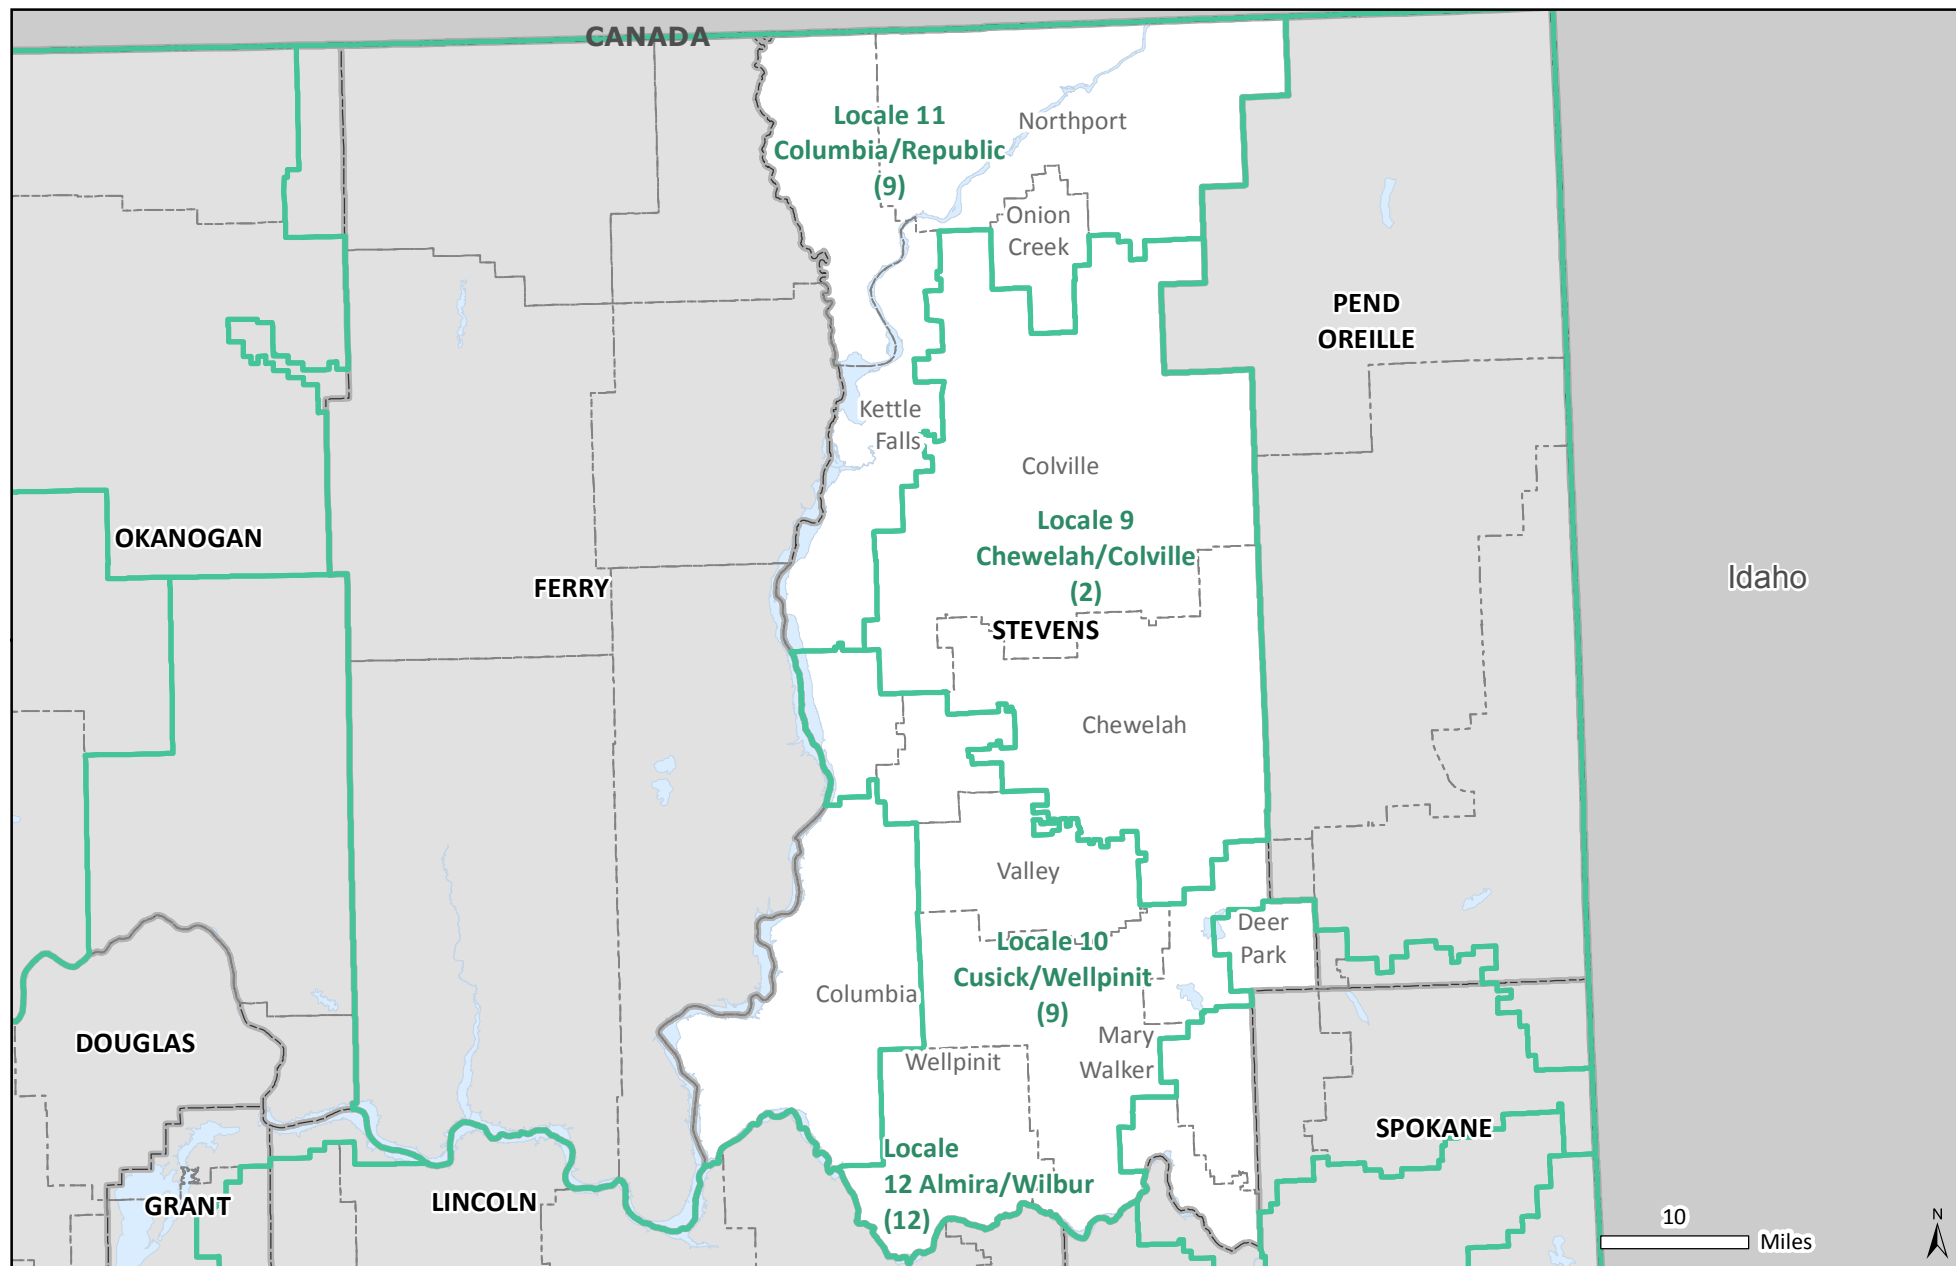 CANADA
Locale 11
Columbia/Republic
(9)
Northport
Onion
Creek
PEND
OREILLE
Kettle
Falls
Colville
Locale 9
Chewelah/Colville
(2)
OKANOGAN
FERRY
STEVENS
Idaho
Chewelah
Valley
Deer
Park
Locale 10
Cusick/Wellpinit
(9)
Columbia
Mary
Walker
Wellpinit
DOUGLAS
SPOKANE
Locale
12 Almira/Wilbur
(12)
GRANT
LINCOLN
10
Miles
N